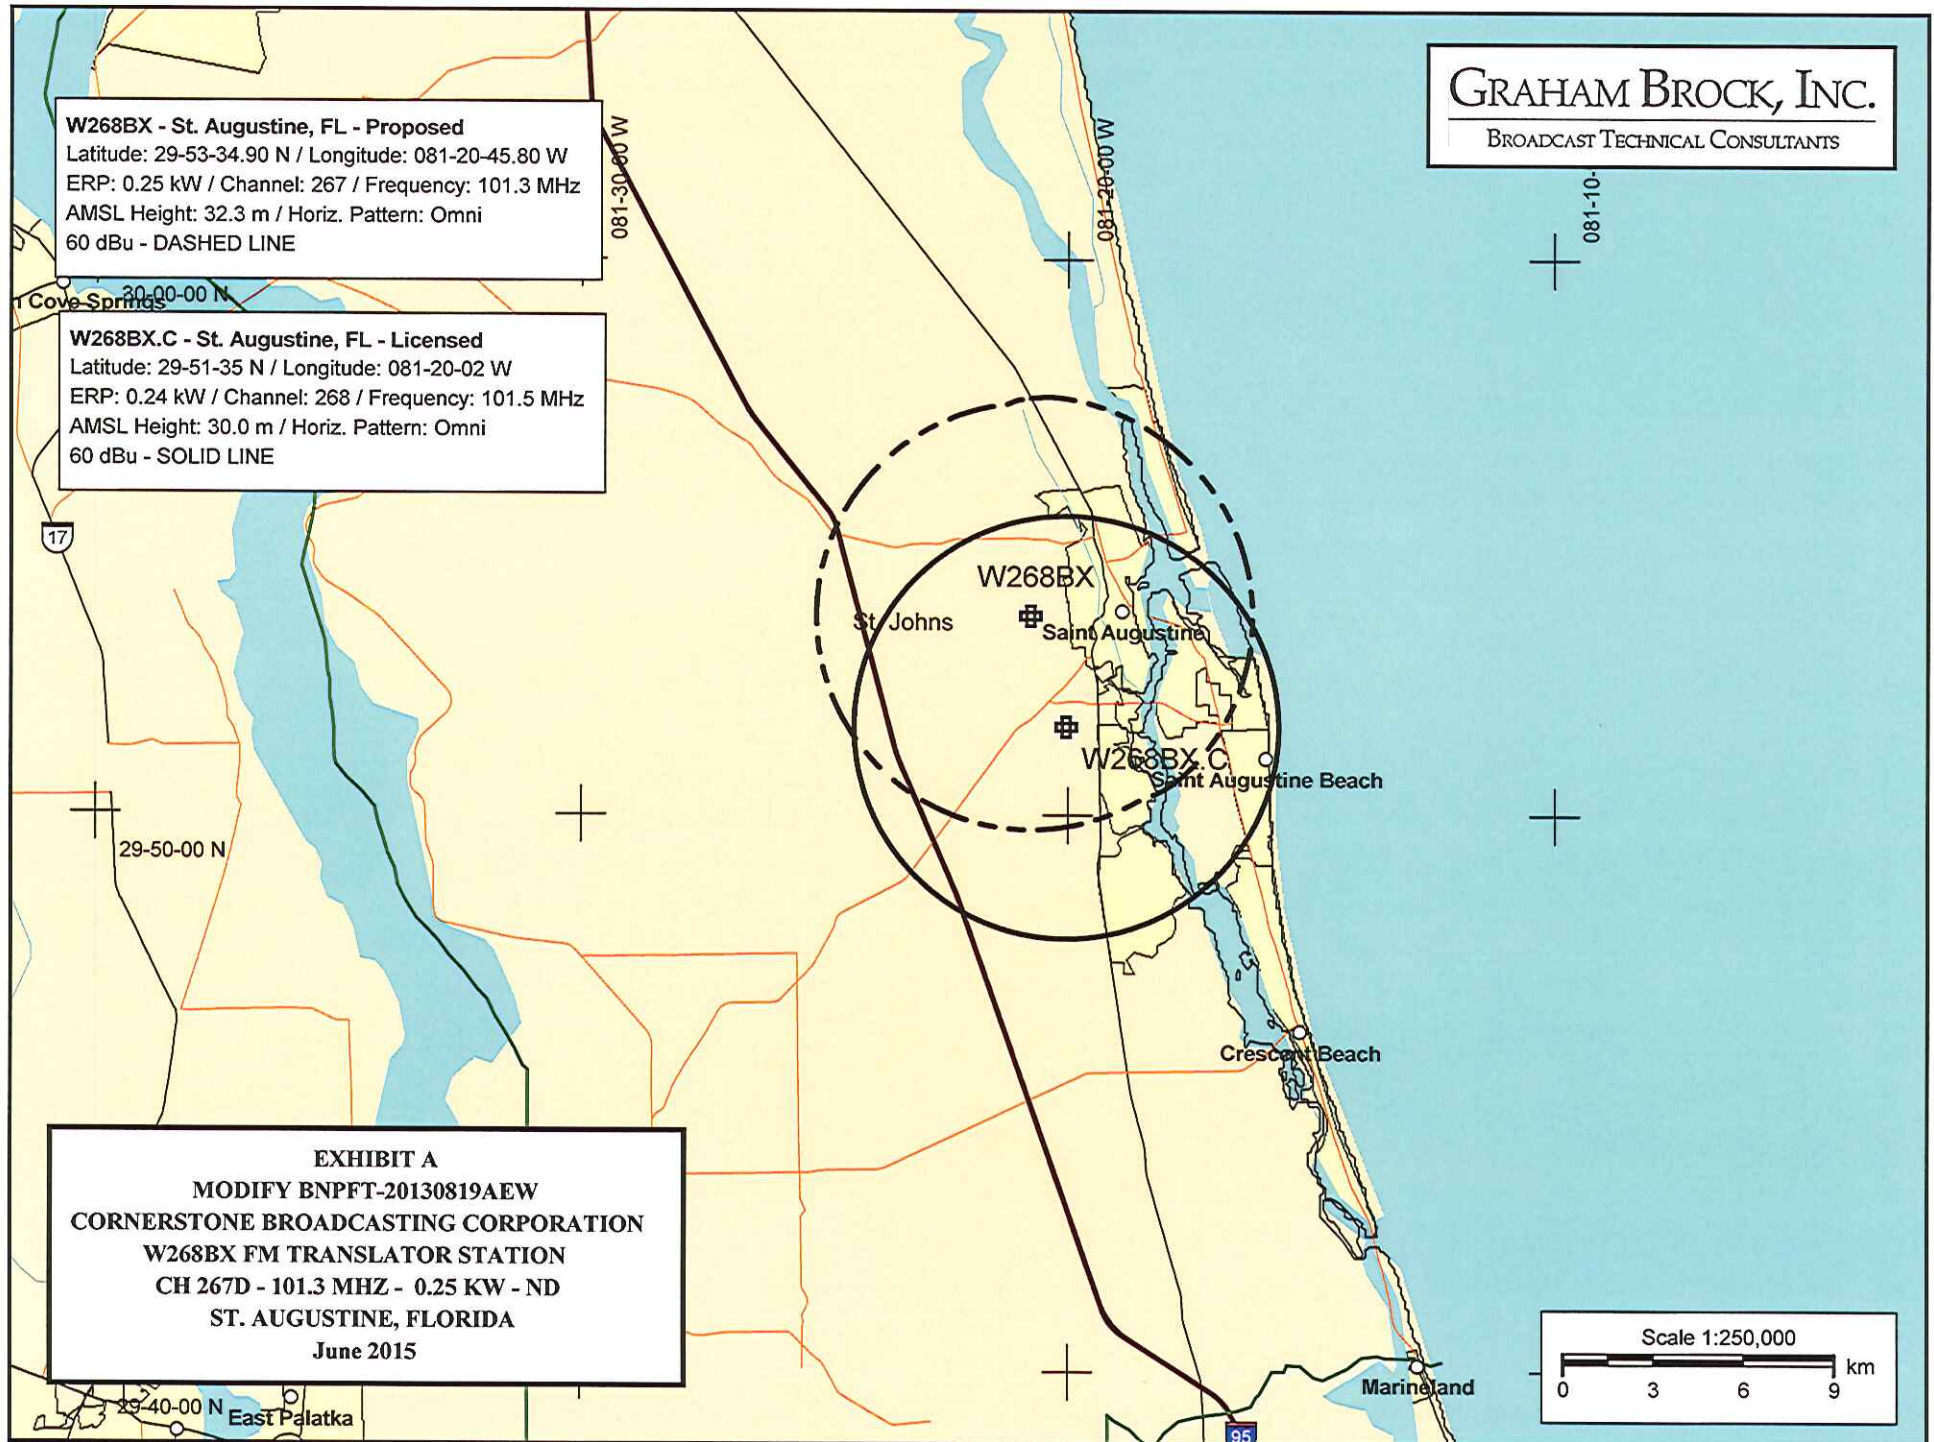 GRAHAM BROCK, INC.
BROADCAST TECHNICAL CONSULTANTS
W268BX - St. Augustine, FL - Proposed
Latitude: 29-53-34.90 N / Longitude: 081-20-45.80 W
ERP: 0.25 kW / Channel: 267 / Frequency: 101.3 MHz
AMSL Height: 32.3 m / Horiz. Pattern: Omni
60 dBu - DASHED LINE
081-30-00 W
081-20-00 W
081-10-
Cove Springs
30-00-00 N
W268BX.C - St. Augustine, FL - Licensed
Latitude: 29-51-35 N / Longitude: 081-20-02 W
ERP: 0.24 kW / Channel: 268 / Frequency: 101.5 MHz
AMSL Height: 30.0 m / Horiz. Pattern: Omni
60 dBu - SOLID LINE
17
W268BX
St. Johns
Saint Augustine
W268BX.C
Saint Augustine Beach
29-50-00 N
Crescent Beach
EXHIBIT A
MODIFY BNPFT-20130819AEW
CORNERSTONE BROADCASTING CORPORATION
W268BX FM TRANSLATOR STATION
CH 267D - 101.3 MHZ - 0.25 KW - ND
ST. AUGUSTINE, FLORIDA
June 2015
Scale 1:250,000
km
0 3 6 9
Marineland
29-40-00 N
East Palatka
95